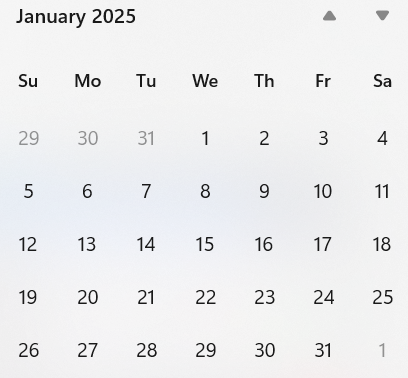 January 2025
Su Mo Tu We Th Fr Sa
29 30 31 1 2 3 4
5 6 7 8 9 10 11
12 13 14 15 16 17 18
19 20 21 22 23 24 25
26 27 28 29 30 31 1